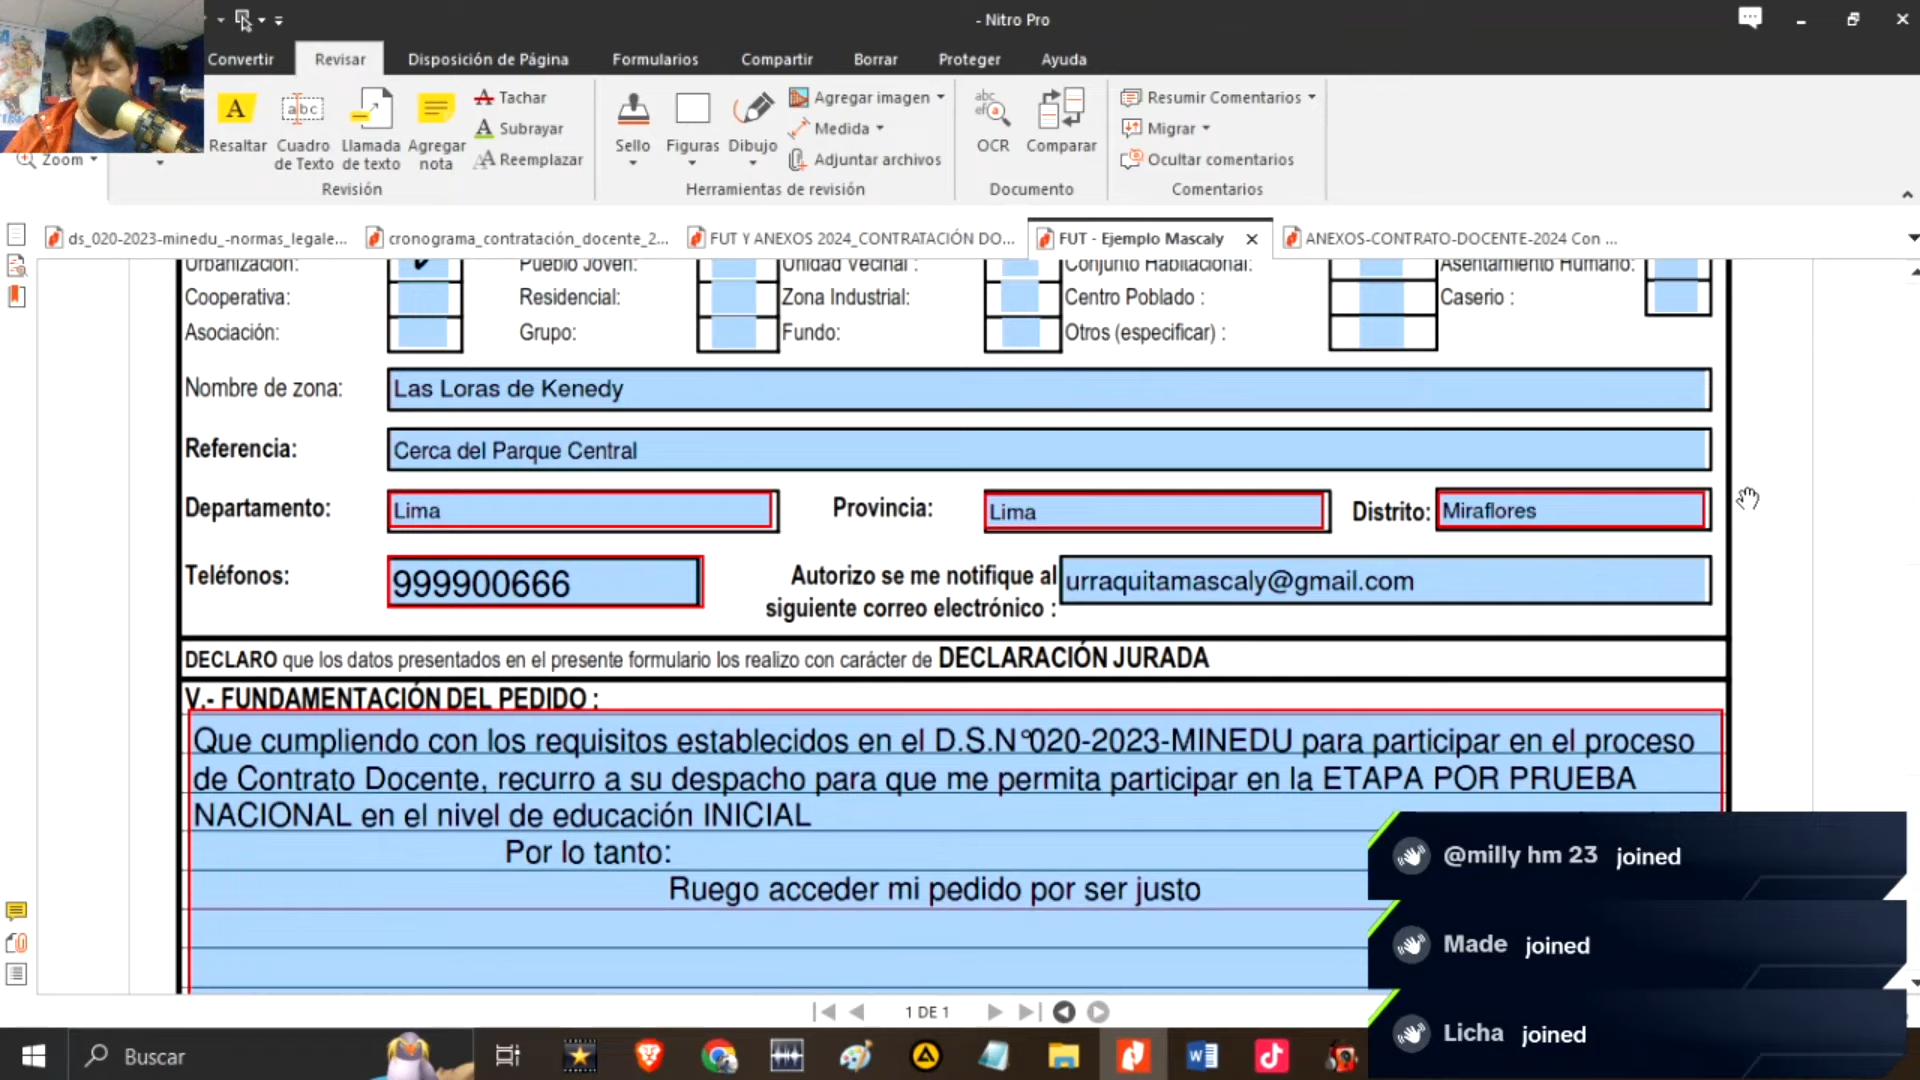 - Nitro Pro
Convertir Revisar Disposición de Página Formularios Compartir Borrar Proteger Ayuda
Zoom
Resaltar
Cuadro de Texto
Llamada de texto
Agregar nota
Tachar
Subrayar
Reemplazar
Revisión
Sello
Figuras
Dibujo
Agregar imagen
Medida
Adjuntar archivos
Herramientas de revisión
OCR
Comparar
Documento
Resumir Comentarios
Migrar
Ocultar comentarios
Comentarios
ds_020-2023-minedu_-normas_legale...
cronograma_contratación_docente_2...
FUT Y ANEXOS 2024_CONTRATACIÓN DO...
FUT - Ejemplo Mascaly
ANEXOS-CONTRATO-DOCENTE-2024 Con ...
Urbanización: Pueblo Joven: Unidad Vecinal : Conjunto Habitacional: Asentamiento Humano:
Cooperativa: Residencial: Zona Industrial: Centro Poblado : Caserio :
Asociación: Grupo: Fundo: Otros (especificar) :
Nombre de zona: Las Loras de Kenedy
Referencia: Cerca del Parque Central
Departamento: Lima Provincia: Lima Distrito: Miraflores
Teléfonos: 999900666 Autorizo se me notifique al siguiente correo electrónico : urraquitamascaly@gmail.com
DECLARO que los datos presentados en el presente formulario los realizo con carácter de DECLARACIÓN JURADA
V.- FUNDAMENTACIÓN DEL PEDIDO :
Que cumpliendo con los requisitos establecidos en el D.S.N°020-2023-MINEDU para participar en el proceso
de Contrato Docente, recurro a su despacho para que me permita participar en la ETAPA POR PRUEBA
NACIONAL en el nivel de educación INICIAL
Por lo tanto:
Ruego acceder mi pedido por ser justo
@milly hm 23 joined
Made joined
Licha joined
1 DE 1
Buscar